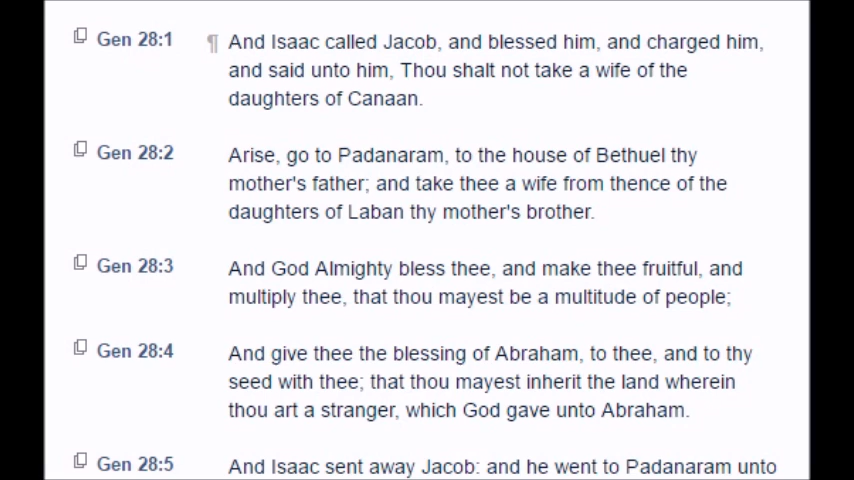 Gen 28:1 ¶ And Isaac called Jacob, and blessed him, and charged him,
and said unto him, Thou shalt not take a wife of the
daughters of Canaan.
Gen 28:2 Arise, go to Padanaram, to the house of Bethuel thy
mother's father; and take thee a wife from thence of the
daughters of Laban thy mother's brother.
Gen 28:3 And God Almighty bless thee, and make thee fruitful, and
multiply thee, that thou mayest be a multitude of people;
Gen 28:4 And give thee the blessing of Abraham, to thee, and to thy
seed with thee; that thou mayest inherit the land wherein
thou art a stranger, which God gave unto Abraham.
Gen 28:5 And Isaac sent away Jacob: and he went to Padanaram unto